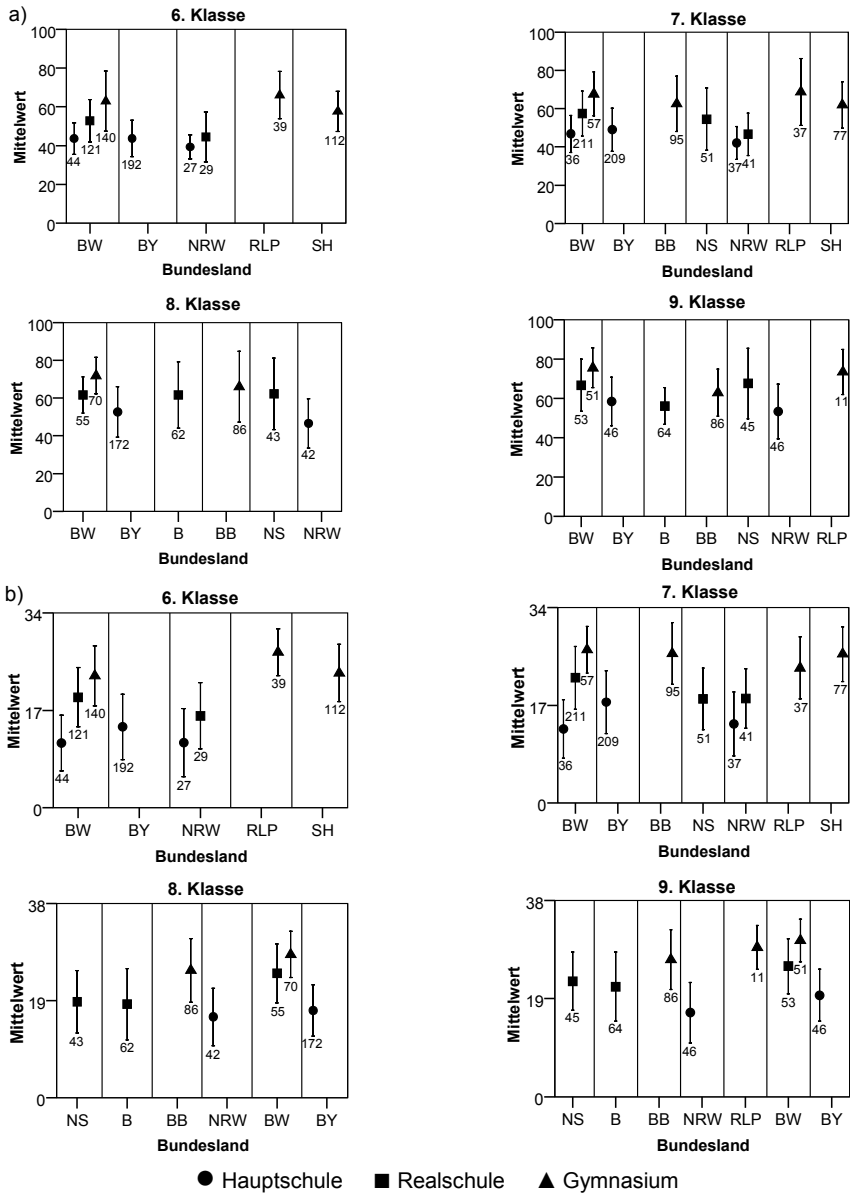 a)
6. Klasse
Mittelwert
100
80
60
40
20
0
44
121
140
192
27
29
39
112
BW BY NRW RLP SH
Bundesland
7. Klasse
Mittelwert
100
80
60
40
20
0
36
211
57
209
95
51
37
41
37
77
BW BY BB NS NRW RLP SH
Bundesland
8. Klasse
Mittelwert
100
80
60
40
20
0
55
70
172
62
86
43
42
BW BY B BB NS NRW
Bundesland
9. Klasse
Mittelwert
100
80
60
40
20
0
53
51
46
64
86
45
46
11
BW BY B BB NS NRW RLP
Bundesland
b)
6. Klasse
Mittelwert
34
17
0
44
121
140
192
27
29
39
112
BW BY NRW RLP SH
Bundesland
7. Klasse
Mittelwert
34
17
0
36
211
57
209
95
51
37
41
37
77
BW BY BB NS NRW RLP SH
Bundesland
8. Klasse
Mittelwert
38
19
0
43
62
86
42
55
70
172
NS B BB NRW BW BY
Bundesland
9. Klasse
Mittelwert
38
19
0
45
64
86
46
11
53
51
46
NS B BB NRW RLP BW BY
Bundesland
Hauptschule Realschule Gymnasium